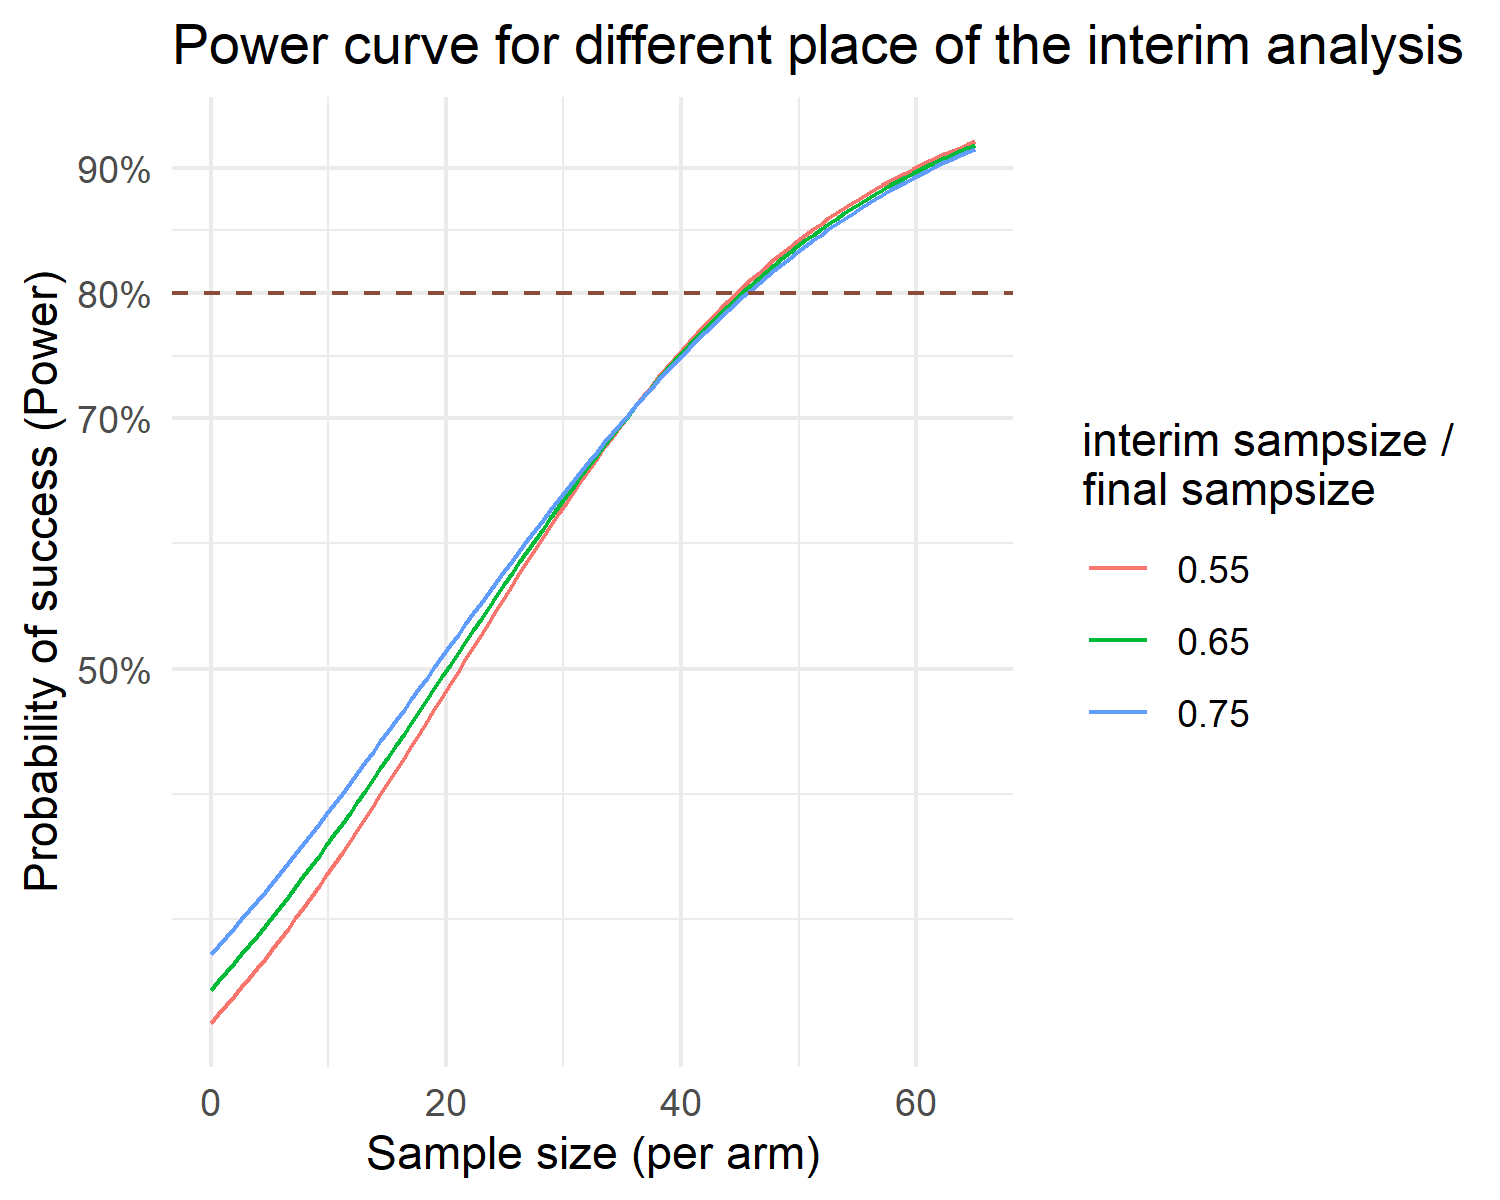 Power curve for different place of the interim analysis
90%
80%
70%
50%
Probability of success (Power)
0
20
40
60
Sample size (per arm)
interim sampsize /
final sampsize
0.55
0.65
0.75